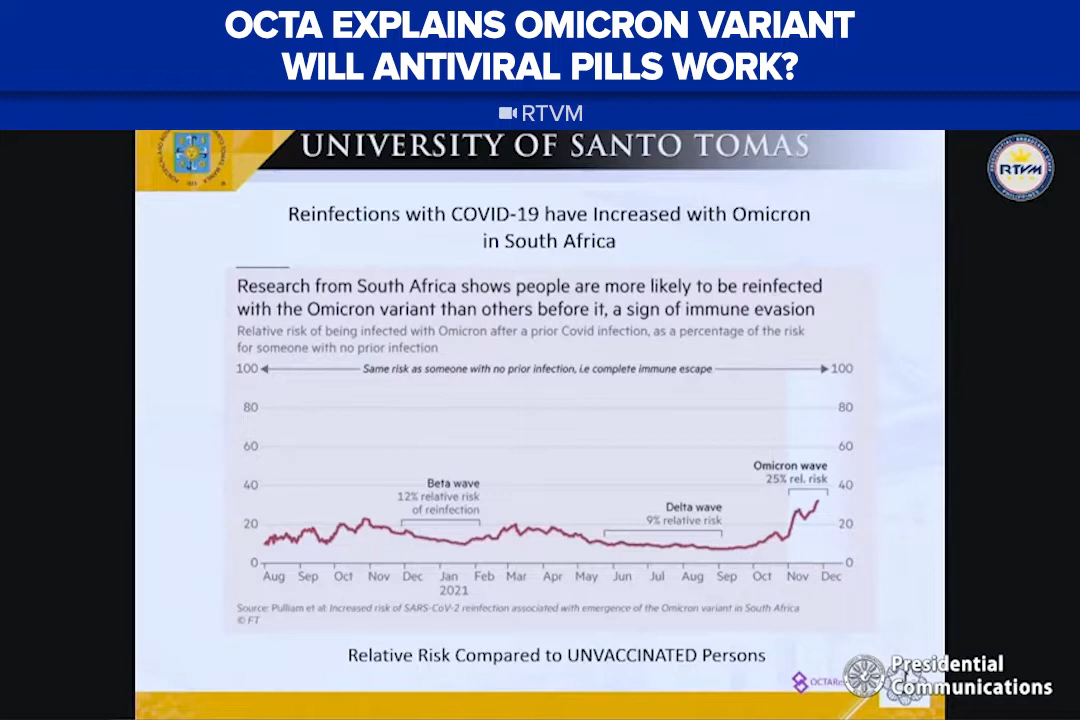 OCTA EXPLAINS OMICRON VARIANT
WILL ANTIVIRAL PILLS WORK?
RTVM
UNIVERSITY OF SANTO TOMAS
RTVM
Reinfections with COVID-19 have Increased with Omicron
in South Africa
Research from South Africa shows people are more likely to be reinfected
with the Omicron variant than others before it, a sign of immune evasion
Relative risk of being infected with Omicron after a prior Covid infection, as a percentage of the risk
for someone with no prior infection
100 Same risk as someone with no prior infection, i.e complete immune escape 100
80 80
60 60
Omicron wave
25% rel. risk
40 40
Beta wave
12% relative risk
of reinfection
Delta wave
9% relative risk
20 20
0 0
Aug Sep Oct Nov Dec Jan Feb Mar Apr May Jun Jul Aug Sep Oct Nov Dec
2021
Source: Pulliam et al: Increased risk of SARS-CoV-2 reinfection associated with emergence of the Omicron variant in South Africa
© FT
Relative Risk Compared to UNVACCINATED Persons
OCTA
Presidential
Communications